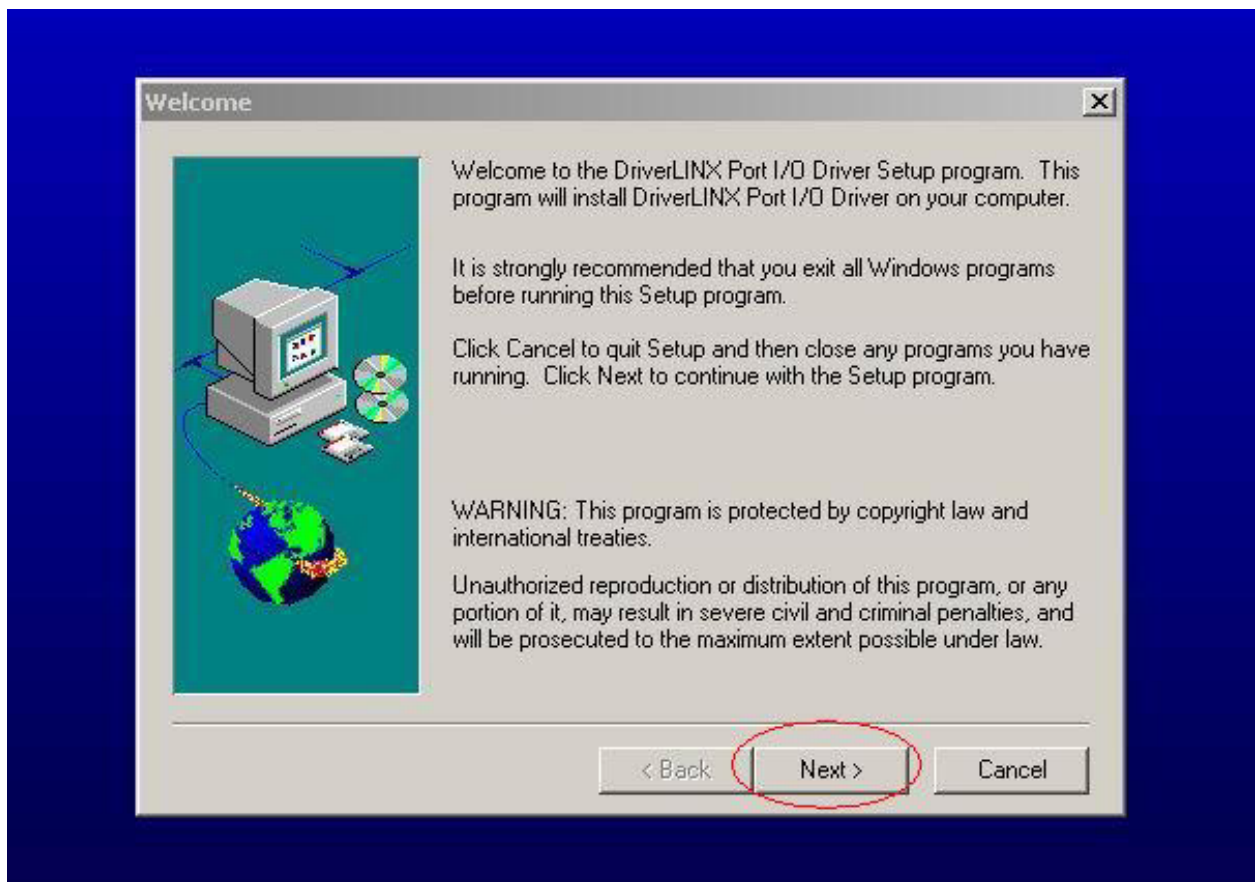 Welcome
Welcome to the DriverLINX Port I/O Driver Setup program. This
program will install DriverLINX Port I/O Driver on your computer.
It is strongly recommended that you exit all Windows programs
before running this Setup program.
Click Cancel to quit Setup and then close any programs you have
running. Click Next to continue with the Setup program.
WARNING: This program is protected by copyright law and
international treaties.
Unauthorized reproduction or distribution of this program, or any
portion of it, may result in severe civil and criminal penalties, and
will be prosecuted to the maximum extent possible under law.
< Back
Next >
Cancel